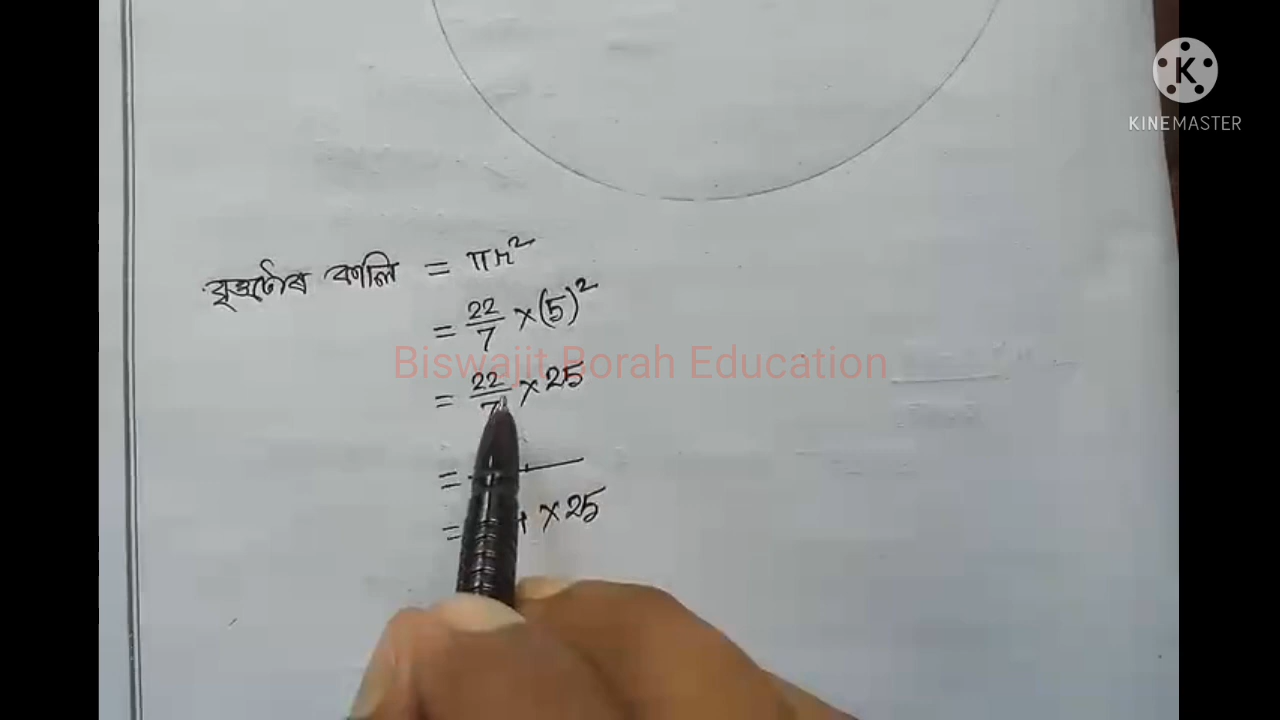 K
KINEMASTER
বৃত্তটোৰ কালি = πr²
= 22/7 × (5)²
Biswajit Borah Education
= 22/7 × 25
=
= × 25